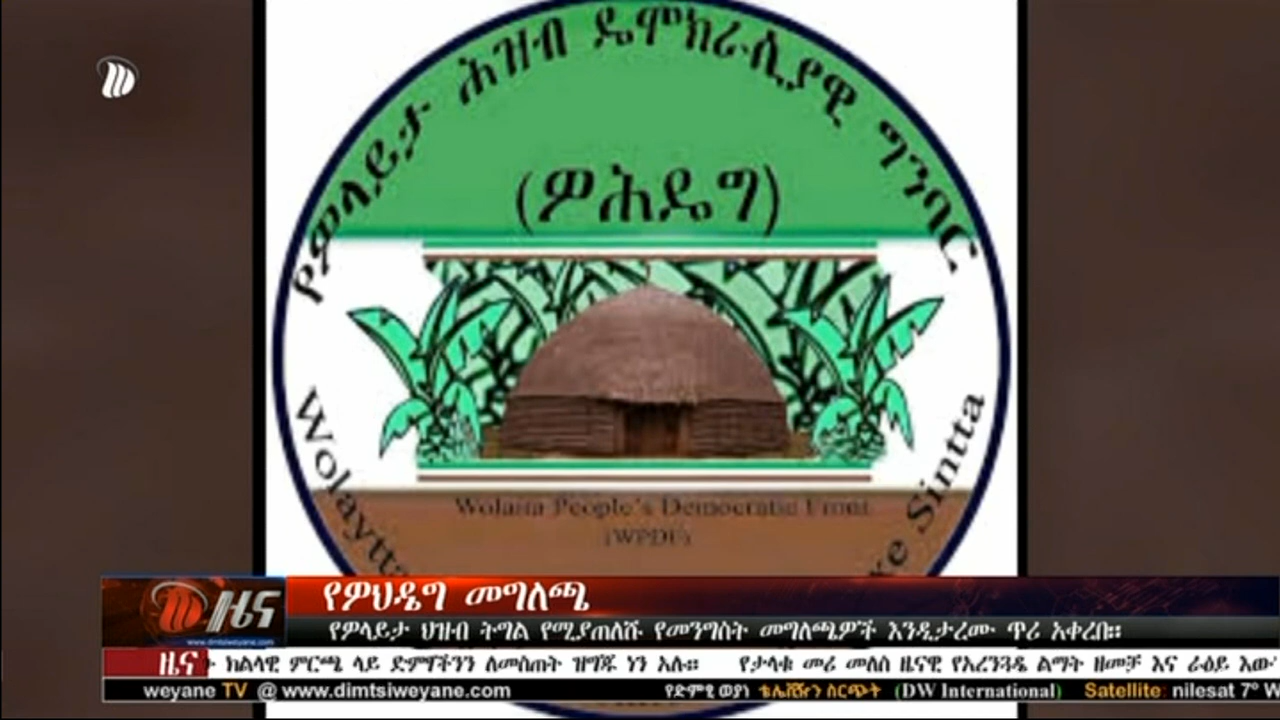 የዎላይታ ሕዝብ ዴሞክራሲያዊ ግንባር
(ዎሕዴግ)
Wolaytta
Sintta
Wolaita People's Democratic Front
(WPDF)
ዜና
www.dimtsiweyane.com
የዎህዴግ መግለጫ
የዎላይታ ህዝብ ትግል የሚያጠለሹ የመንግስት መግለጫዎች እንዲታረሙ ጥሪ አቀረበ።
ዜና ክልላዊ ምርጫ ላይ ድምፃችንን ለመስጠት ዝግጁ ነን አሉ። የታላቁ መሪ መለስ ዜናዊ የአረንጓዴ ልማት ዘመቻ እና ራዕይ እው
weyane TV @ www.dimtsiweyane.com የድምፂ ወያነ ቴሌቭዥን ስርጭት (DW International) Satellite: nilesat 7° W